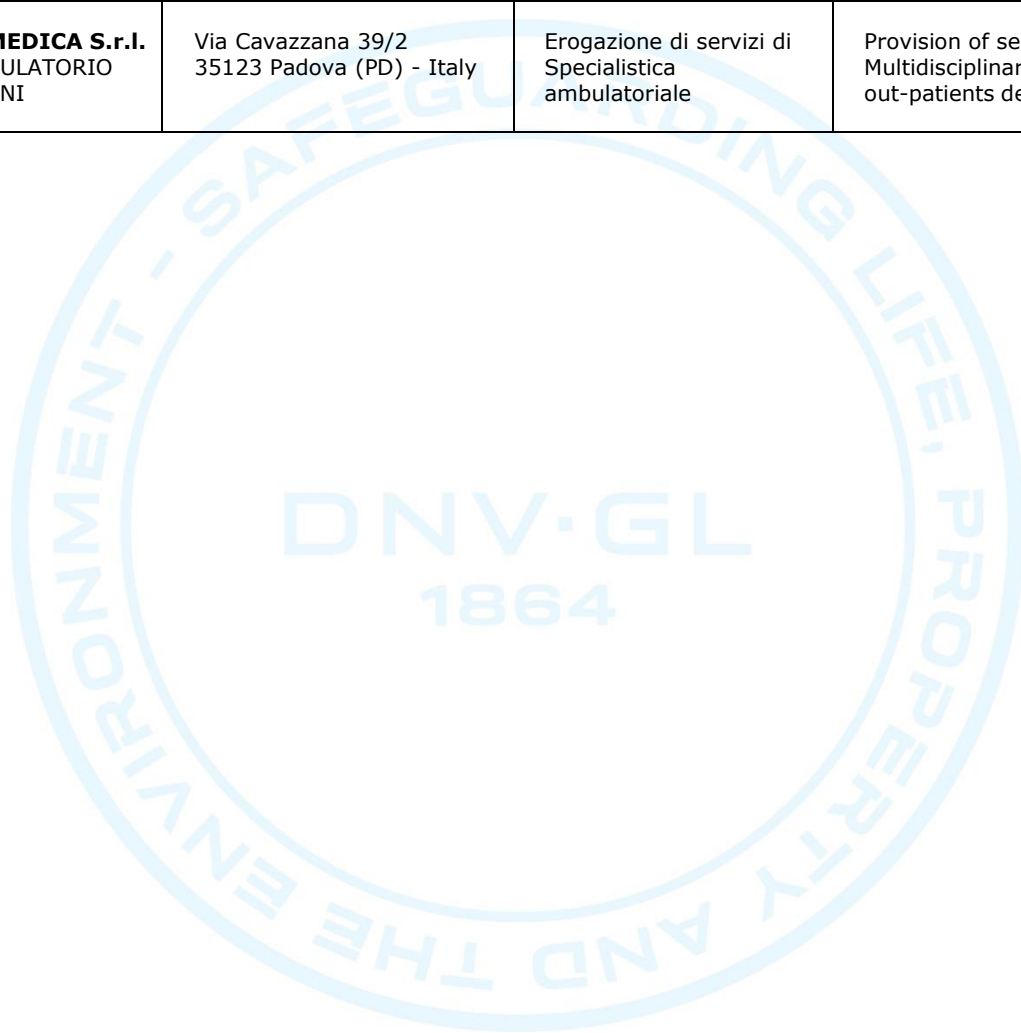 MEDICA S.r.l.
ULATORIO
NI
Via Cavazzana 39/2
35123 Padova (PD) - Italy
Erogazione di servizi di
Specialistica
ambulatoriale
Provision of se
Multidisciplinar
out-patients de
SAFEGUARDING LIFE, PROPERTY AND THE ENVIRONMENT -
DNV·GL
1864